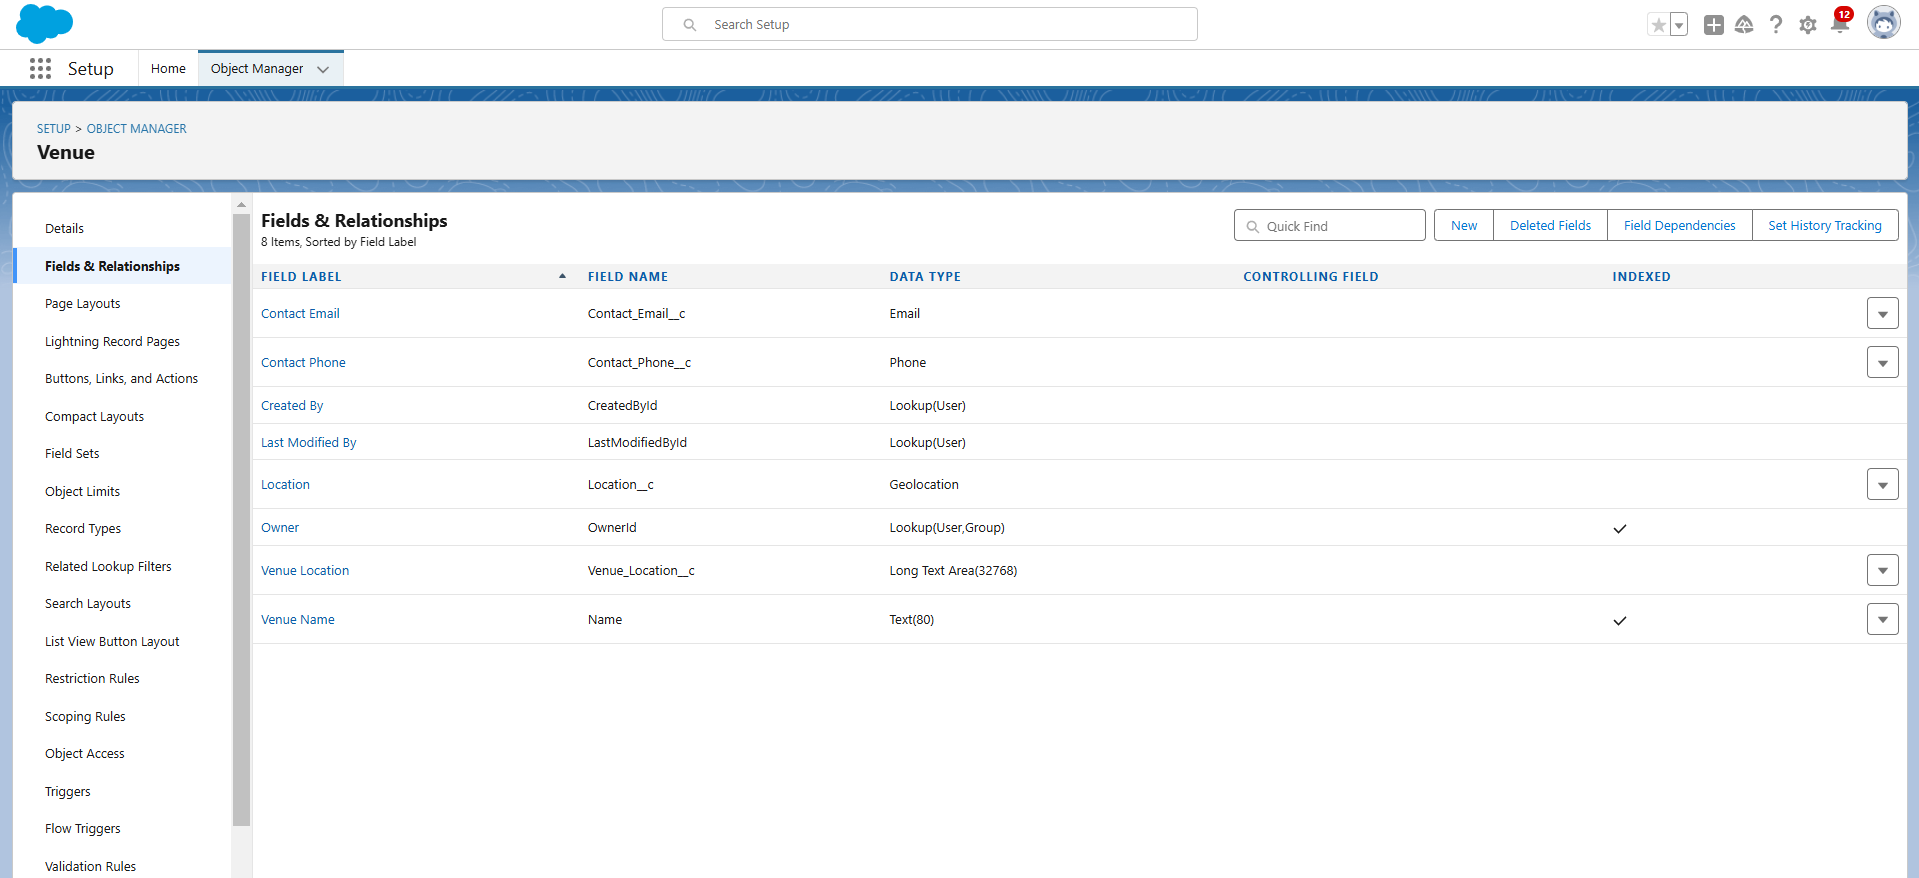 Search Setup
12
Setup
Home
Object Manager
SETUP > OBJECT MANAGER
Venue
Details
Fields & Relationships
Page Layouts
Lightning Record Pages
Buttons, Links, and Actions
Compact Layouts
Field Sets
Object Limits
Record Types
Related Lookup Filters
Search Layouts
List View Button Layout
Restriction Rules
Scoping Rules
Object Access
Triggers
Flow Triggers
Validation Rules
Fields & Relationships
8 Items, Sorted by Field Label
Quick Find
New
Deleted Fields
Field Dependencies
Set History Tracking
FIELD LABEL FIELD NAME DATA TYPE CONTROLLING FIELD INDEXED
Contact Email Contact_Email__c Email
Contact Phone Contact_Phone__c Phone
Created By CreatedById Lookup(User)
Last Modified By LastModifiedById Lookup(User)
Location Location__c Geolocation
Owner OwnerId Lookup(User,Group)
Venue Location Venue_Location__c Long Text Area(32768)
Venue Name Name Text(80)